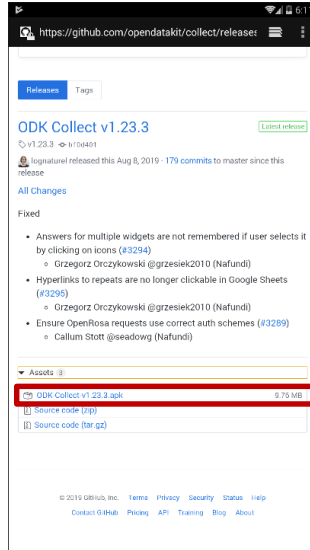 6:1
https://github.com/opendatakit/collect/releases
Releases
Tags
ODK Collect v1.23.3
Latest release
v1.23.3
lognaturel released this Aug 8, 2019 · 179 commits to master since this
release
All Changes
Fixed
• Answers for multiple widgets are not remembered if user selects it
by clicking on icons (#3294)
◦ Grzegorz Orczykowski @grzesiek2010 (Nafundi)
• Hyperlinks to repeats are no longer clickable in Google Sheets
(#3295)
◦ Grzegorz Orczykowski @grzesiek2010 (Nafundi)
• Ensure OpenRosa requests use correct auth schemes (#3289)
◦ Callum Stott @seadowg (Nafundi)
Assets 3
ODK-Collect-v1.23.3.apk 9.76 MB
Source code (zip)
Source code (tar.gz)
© 2019 GitHub, Inc. Terms Privacy Security Status Help
Contact GitHub Pricing API Training Blog About